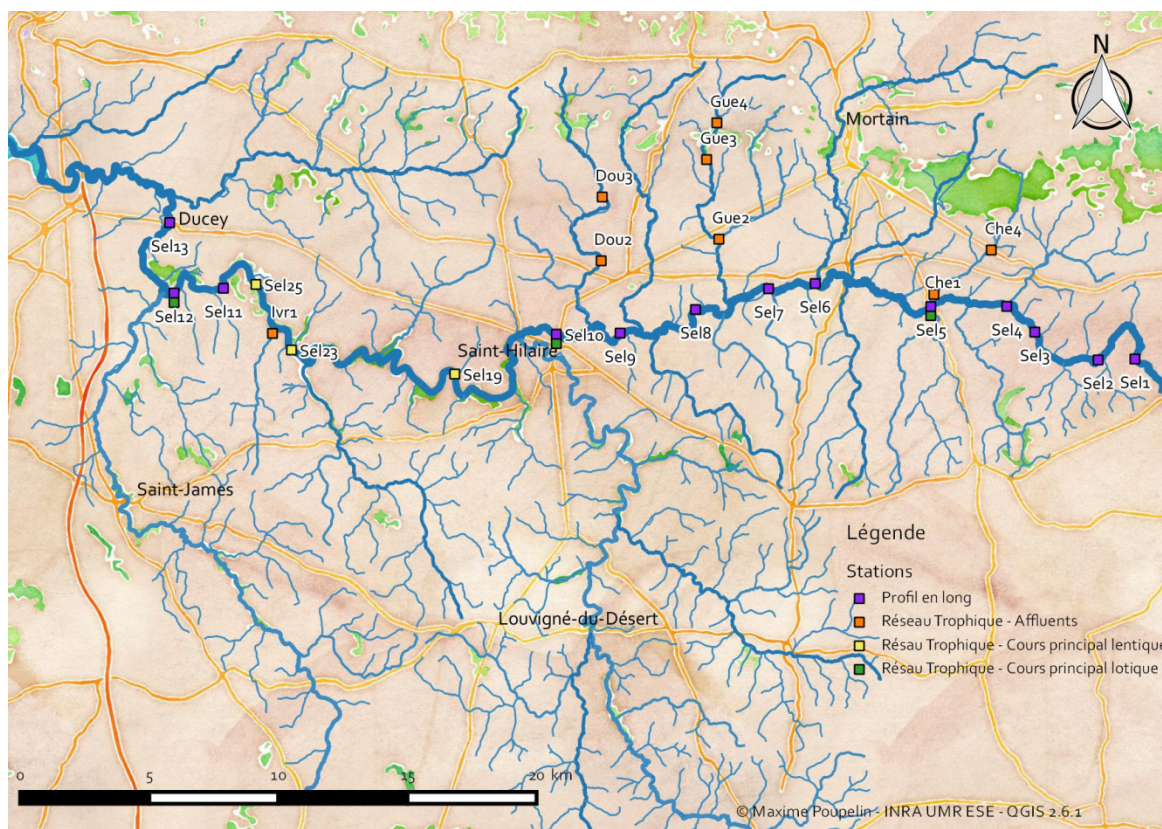 N
Gue4
Mortain
Gue3
Dou3
Ducey
Gue2
Che4
Dou2
Sel13
Sel25
Che1
Sel6
Sel12
Sel11
Ivr1
Sel7
Sel5
Sel4
Sel8
Sel10
Sel9
Sel3
Sel23
Saint-Hilaire
Sel2
Sel1
Sel19
Saint-James
Légende
Stations
Profil en long
Réseau Trophique - Affluents
Louvigné-du-Désert
Résau Trophique - Cours principal lentique
Résau Trophique - Cours principal lotique
0 5 10 15 20 km
© Maxime Poupelin - INRA UMR ESE - QGIS 2.6.1